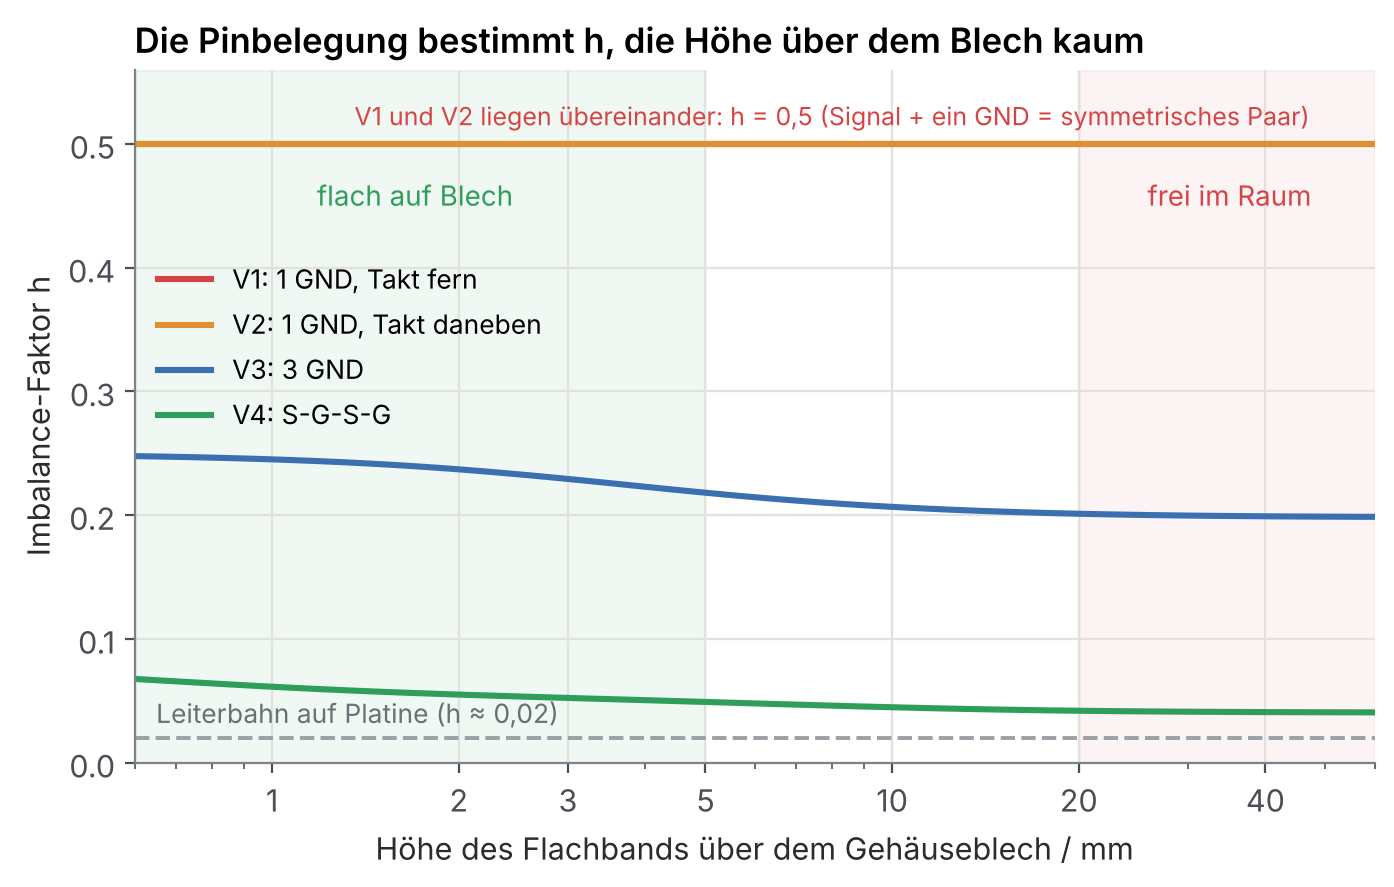 Die Pinbelegung bestimmt h, die Höhe über dem Blech kaum
V1 und V2 liegen übereinander: h = 0,5 (Signal + ein GND = symmetrisches Paar)
flach auf Blech
frei im Raum
V1: 1 GND, Takt fern
V2: 1 GND, Takt daneben
V3: 3 GND
V4: S-G-S-G
Leiterbahn auf Platine (h ≈ 0,02)
Imbalance-Faktor h
0.5
0.4
0.3
0.2
0.1
0.0
1 2 3 5 10 20 40
Höhe des Flachbands über dem Gehäuseblech / mm